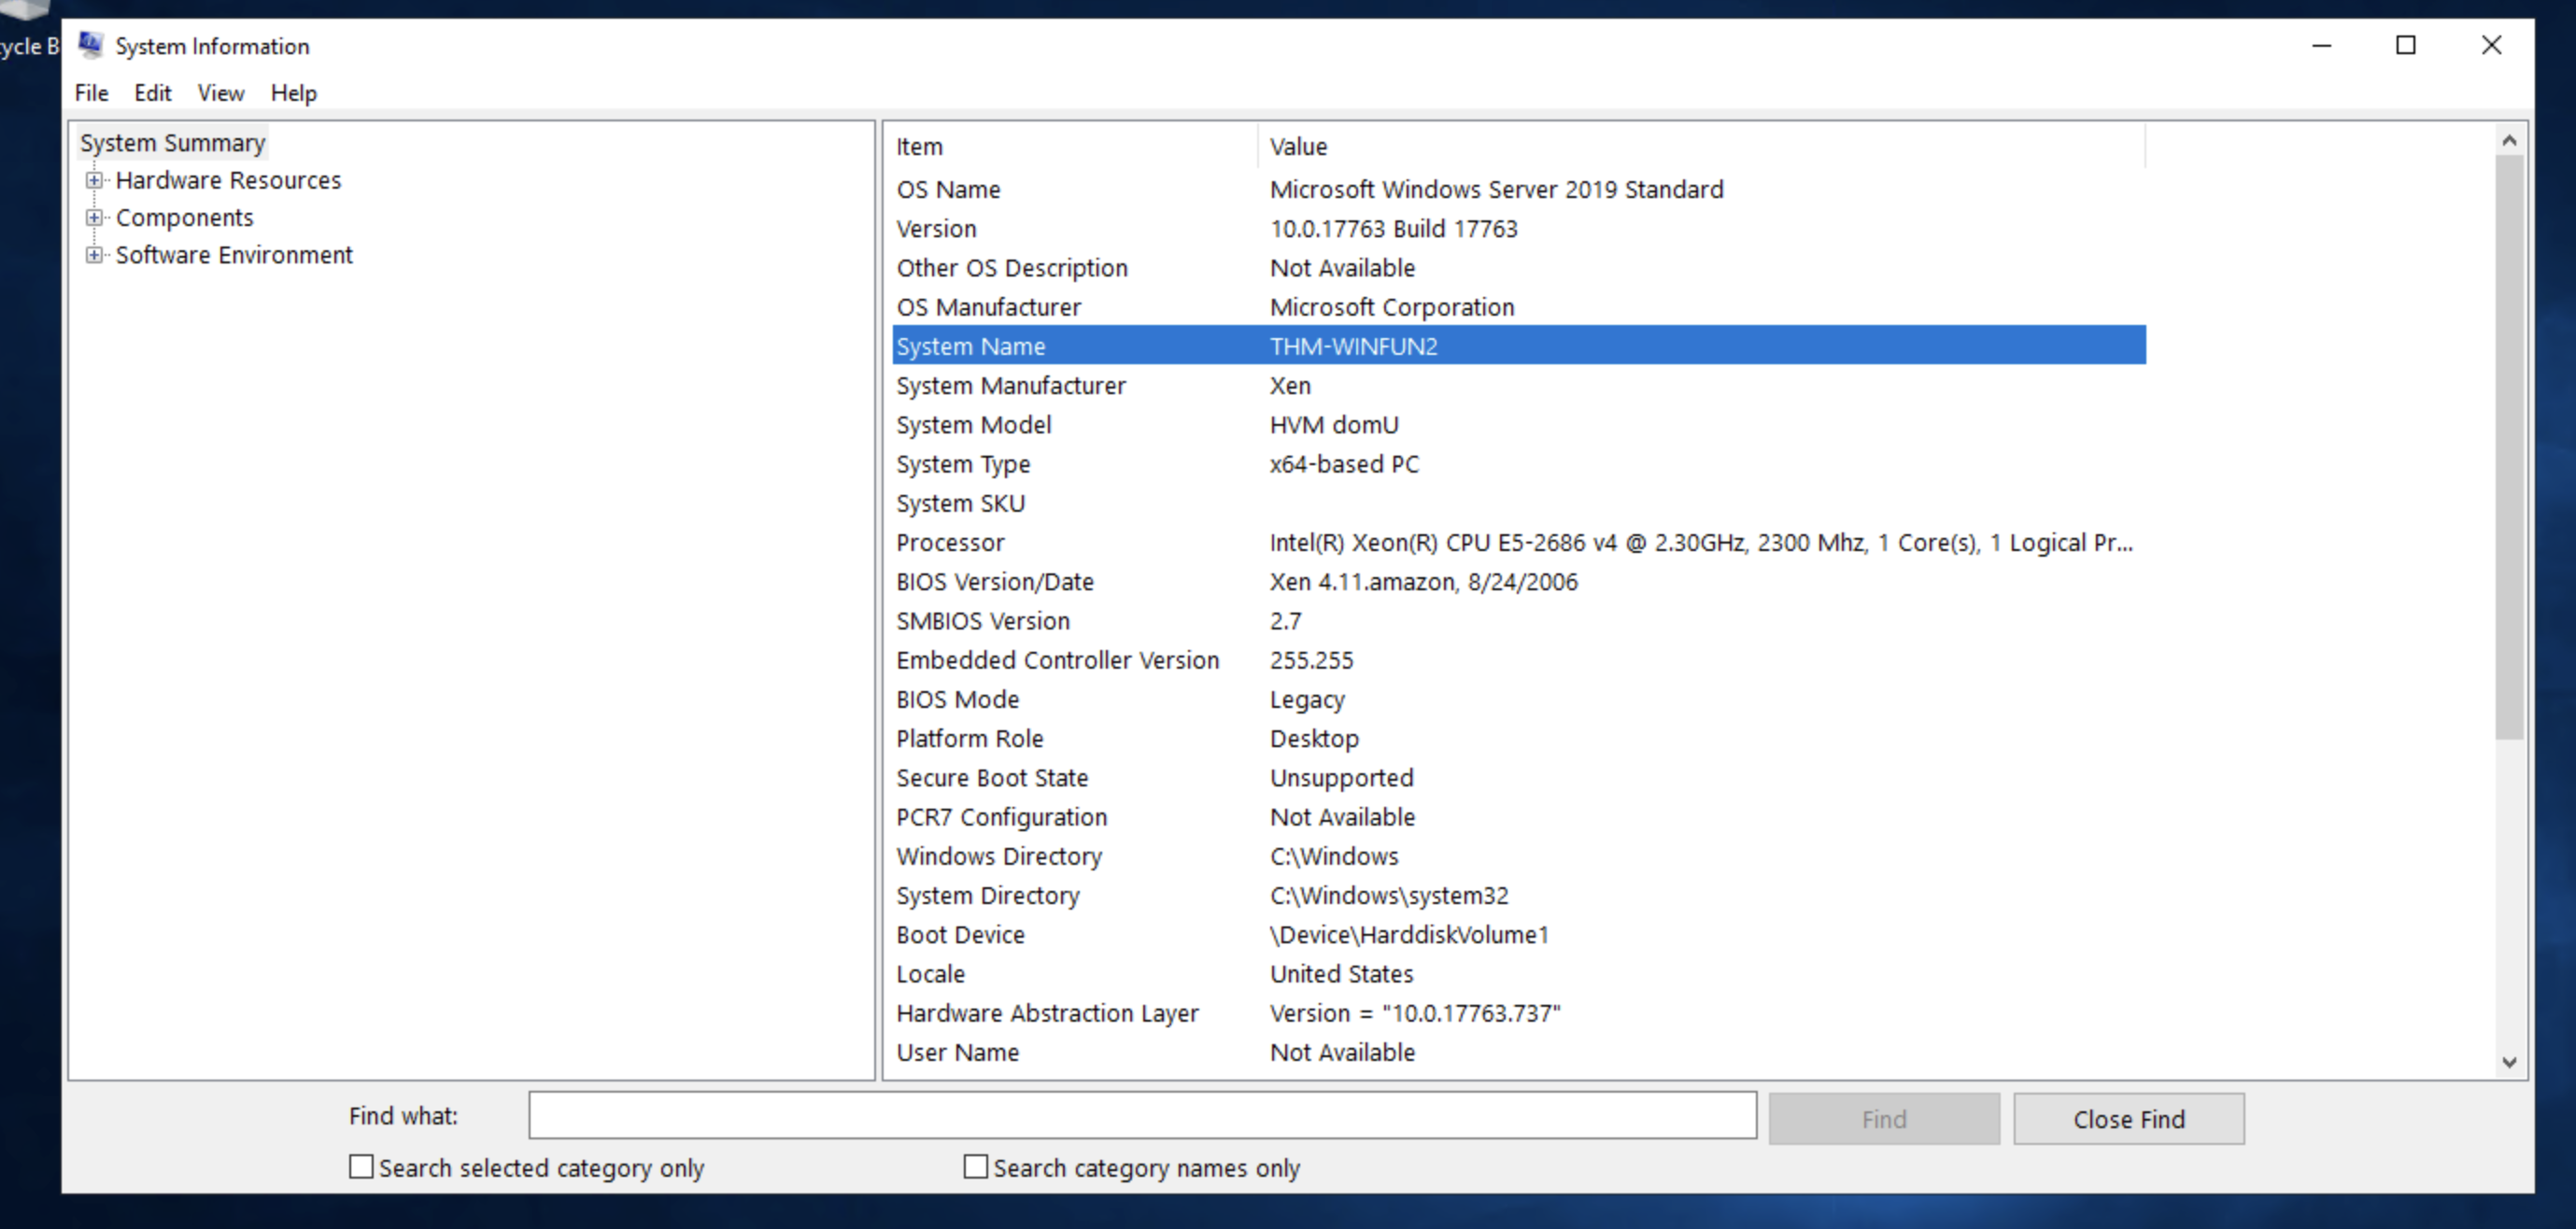 ycle B
System Information
File Edit View Help
System Summary
Hardware Resources
Components
Software Environment
Item Value
OS Name Microsoft Windows Server 2019 Standard
Version 10.0.17763 Build 17763
Other OS Description Not Available
OS Manufacturer Microsoft Corporation
System Name THM-WINFUN2
System Manufacturer Xen
System Model HVM domU
System Type x64-based PC
System SKU
Processor Intel(R) Xeon(R) CPU E5-2686 v4 @ 2.30GHz, 2300 Mhz, 1 Core(s), 1 Logical Pr...
BIOS Version/Date Xen 4.11.amazon, 8/24/2006
SMBIOS Version 2.7
Embedded Controller Version 255.255
BIOS Mode Legacy
Platform Role Desktop
Secure Boot State Unsupported
PCR7 Configuration Not Available
Windows Directory C:\Windows
System Directory C:\Windows\system32
Boot Device \Device\HarddiskVolume1
Locale United States
Hardware Abstraction Layer Version = "10.0.17763.737"
User Name Not Available
Find what: Find Close Find
Search selected category only Search category names only